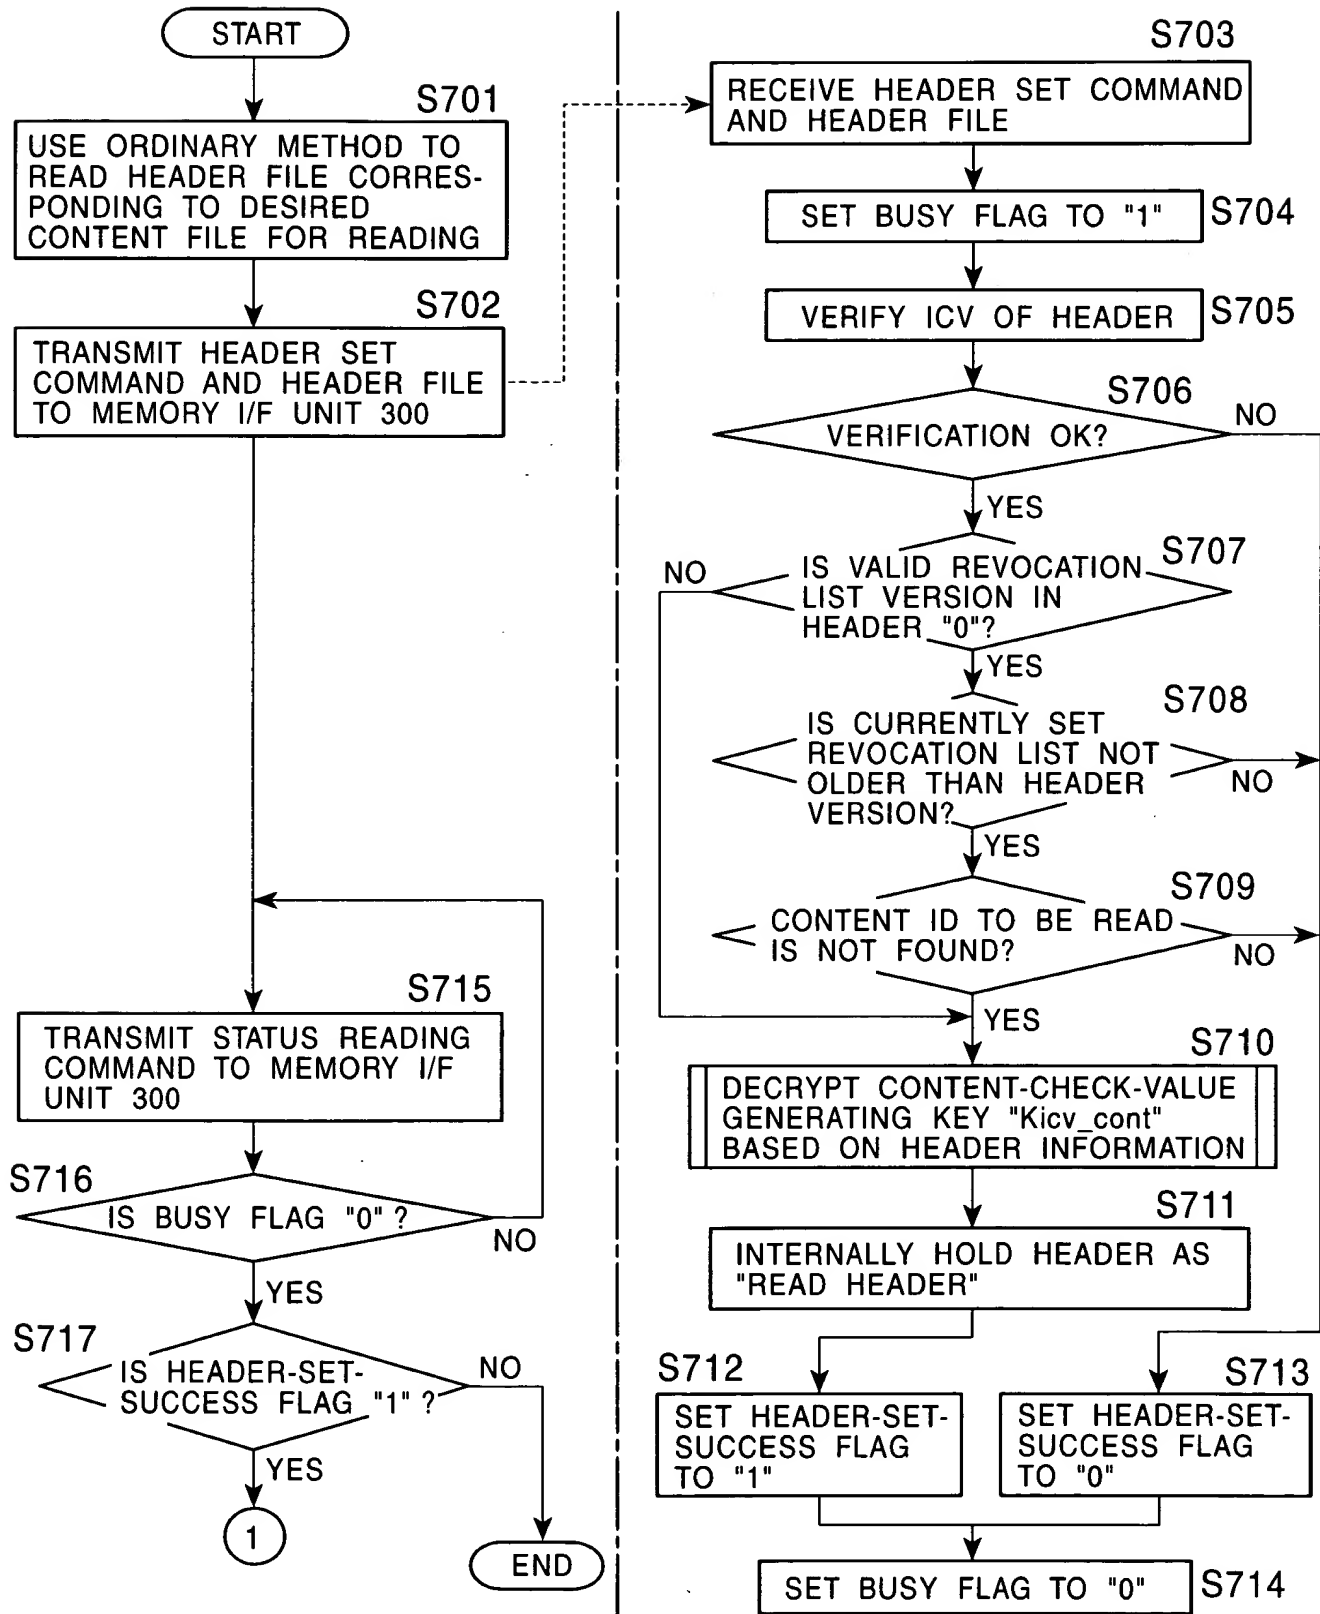 START
S701
USE ORDINARY METHOD TO
READ HEADER FILE CORRES-
PONDING TO DESIRED
CONTENT FILE FOR READING
S702
TRANSMIT HEADER SET
COMMAND AND HEADER FILE
TO MEMORY I/F UNIT 300
S715
TRANSMIT STATUS READING
COMMAND TO MEMORY I/F
UNIT 300
S716
IS BUSY FLAG "0" ?
NO
YES
S717
IS HEADER-SET-
SUCCESS FLAG "1" ?
NO
YES
1
END
S703
RECEIVE HEADER SET COMMAND
AND HEADER FILE
SET BUSY FLAG TO "1"
S704
VERIFY ICV OF HEADER
S705
S706
VERIFICATION OK?
NO
YES
S707
IS VALID REVOCATION
LIST VERSION IN
HEADER "0"?
NO
YES
S708
IS CURRENTLY SET
REVOCATION LIST NOT
OLDER THAN HEADER
VERSION?
NO
YES
S709
CONTENT ID TO BE READ
IS NOT FOUND?
NO
YES
S710
DECRYPT CONTENT-CHECK-VALUE
GENERATING KEY "Kicv_cont"
BASED ON HEADER INFORMATION
S711
INTERNALLY HOLD HEADER AS
"READ HEADER"
S712
SET HEADER-SET-
SUCCESS FLAG
TO "1"
S713
SET HEADER-SET-
SUCCESS FLAG
TO "0"
SET BUSY FLAG TO "0"
S714